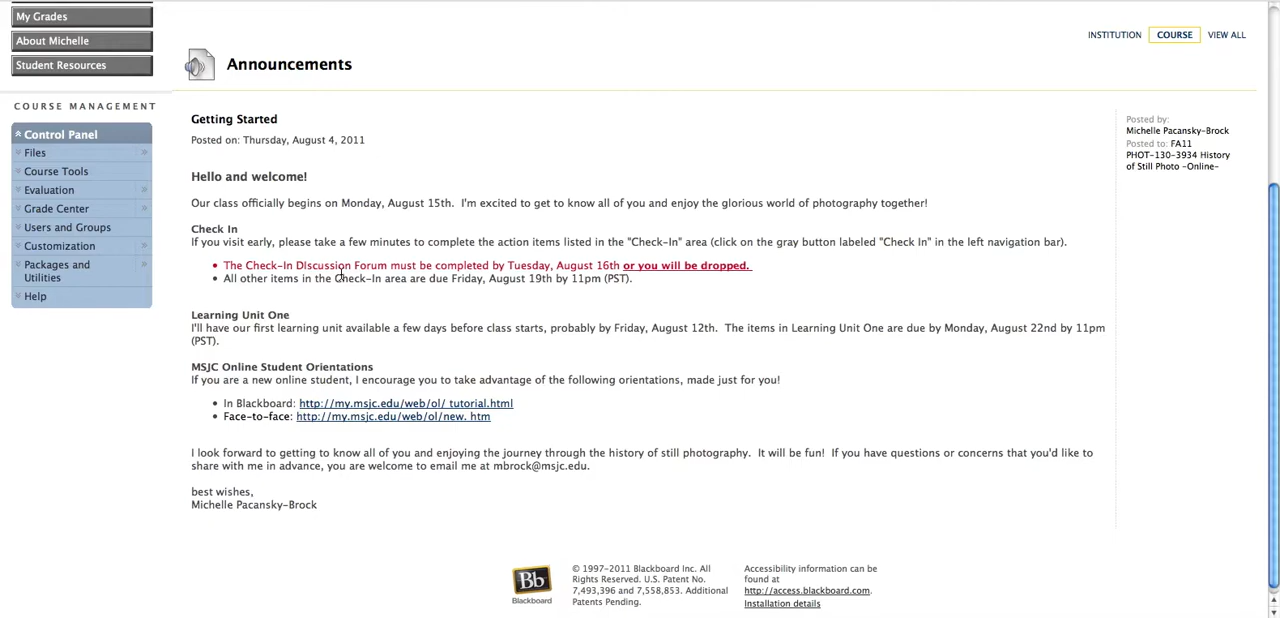 My Grades
About Michelle
Student Resources
COURSE MANAGEMENT
Control Panel
Files
Course Tools
Evaluation
Grade Center
Users and Groups
Customization
Packages and
Utilities
Help
INSTITUTION COURSE VIEW ALL
Announcements
Getting Started
Posted on: Thursday, August 4, 2011
Hello and welcome!
Our class officially begins on Monday, August 15th. I'm excited to get to know all of you and enjoy the glorious world of photography together!
Check In
If you visit early, please take a few minutes to complete the action items listed in the "Check-In" area (click on the gray button labeled "Check In" in the left navigation bar).
• The Check-In DIscussion Forum must be completed by Tuesday, August 16th or you will be dropped.
• All other items in the Check-In area are due Friday, August 19th by 11pm (PST).
Learning Unit One
I'll have our first learning unit available a few days before class starts, probably by Friday, August 12th. The items in Learning Unit One are due by Monday, August 22nd by 11pm
(PST).
MSJC Online Student Orientations
If you are a new online student, I encourage you to take advantage of the following orientations, made just for you!
• In Blackboard: http://my.msjc.edu/web/ol/ tutorial.html
• Face-to-face: http://my.msjc.edu/web/ol/new. htm
I look forward to getting to know all of you and enjoying the journey through the history of still photography. It will be fun! If you have questions or concerns that you'd like to
share with me in advance, you are welcome to email me at mbrock@msjc.edu.
best wishes,
Michelle Pacansky-Brock
Posted by:
Michelle Pacansky-Brock
Posted to: FA11
PHOT-130-3934 History
of Still Photo -Online-
Bb
Blackboard
© 1997-2011 Blackboard Inc. All
Rights Reserved. U.S. Patent No.
7,493,396 and 7,558,853. Additional
Patents Pending.
Accessibility information can be
found at
http://access.blackboard.com.
Installation details